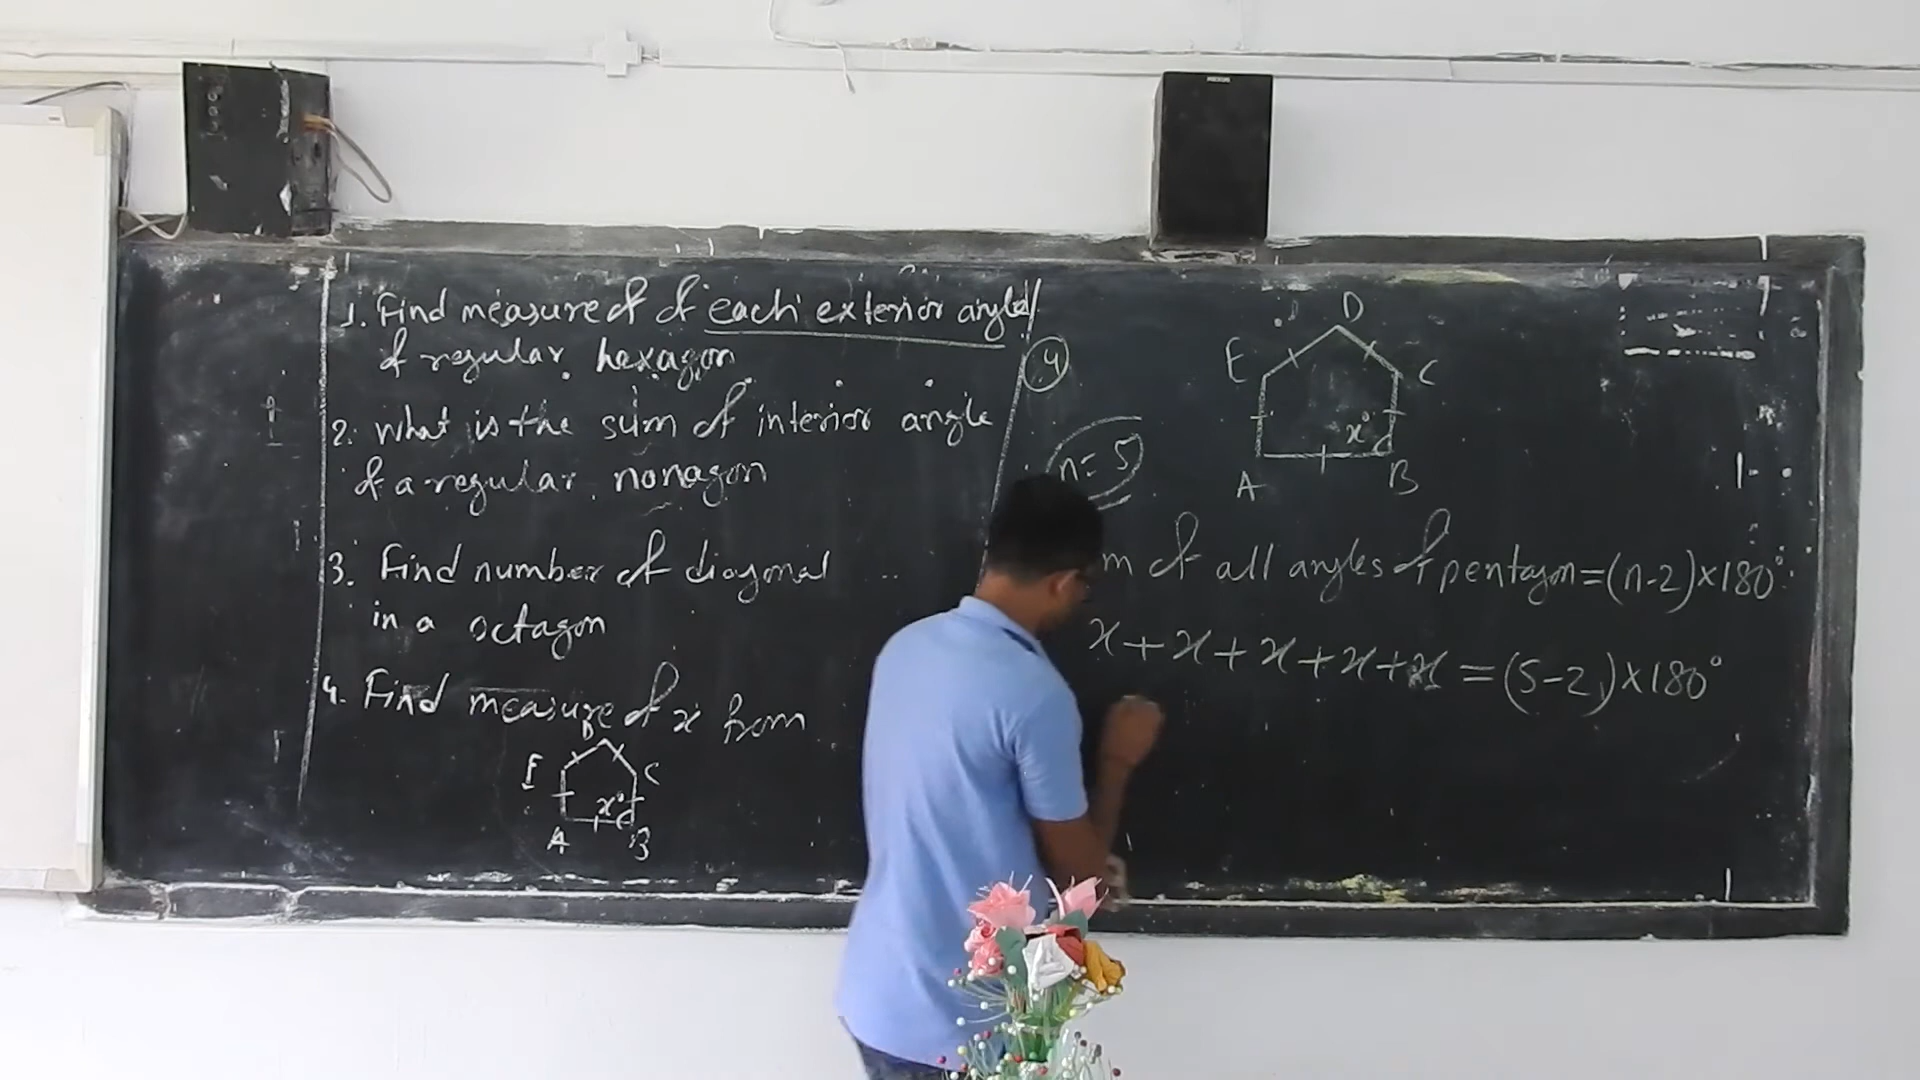 1. Find measure of of each exterior angle
of regular hexagon
2. What is the sum of interior angle
of a regular nonagon
3. Find number of diagonal
in a octagon
4. Find measure of x from
D
E
C
x°
A
B
4
D
E
C
x°
A
B
n=5
m of all angles of pentagon=(n-2)×180°
x+x+x+x+x=(5-2)×180°